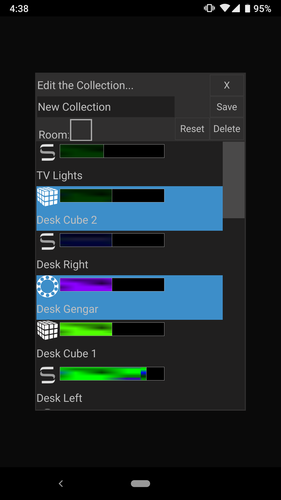 4:38
95%
Edit the Collection...
X
New Collection
Save
Room:
Reset
Delete
TV Lights
Desk Cube 2
Desk Right
Desk Gengar
Desk Cube 1
Desk Left